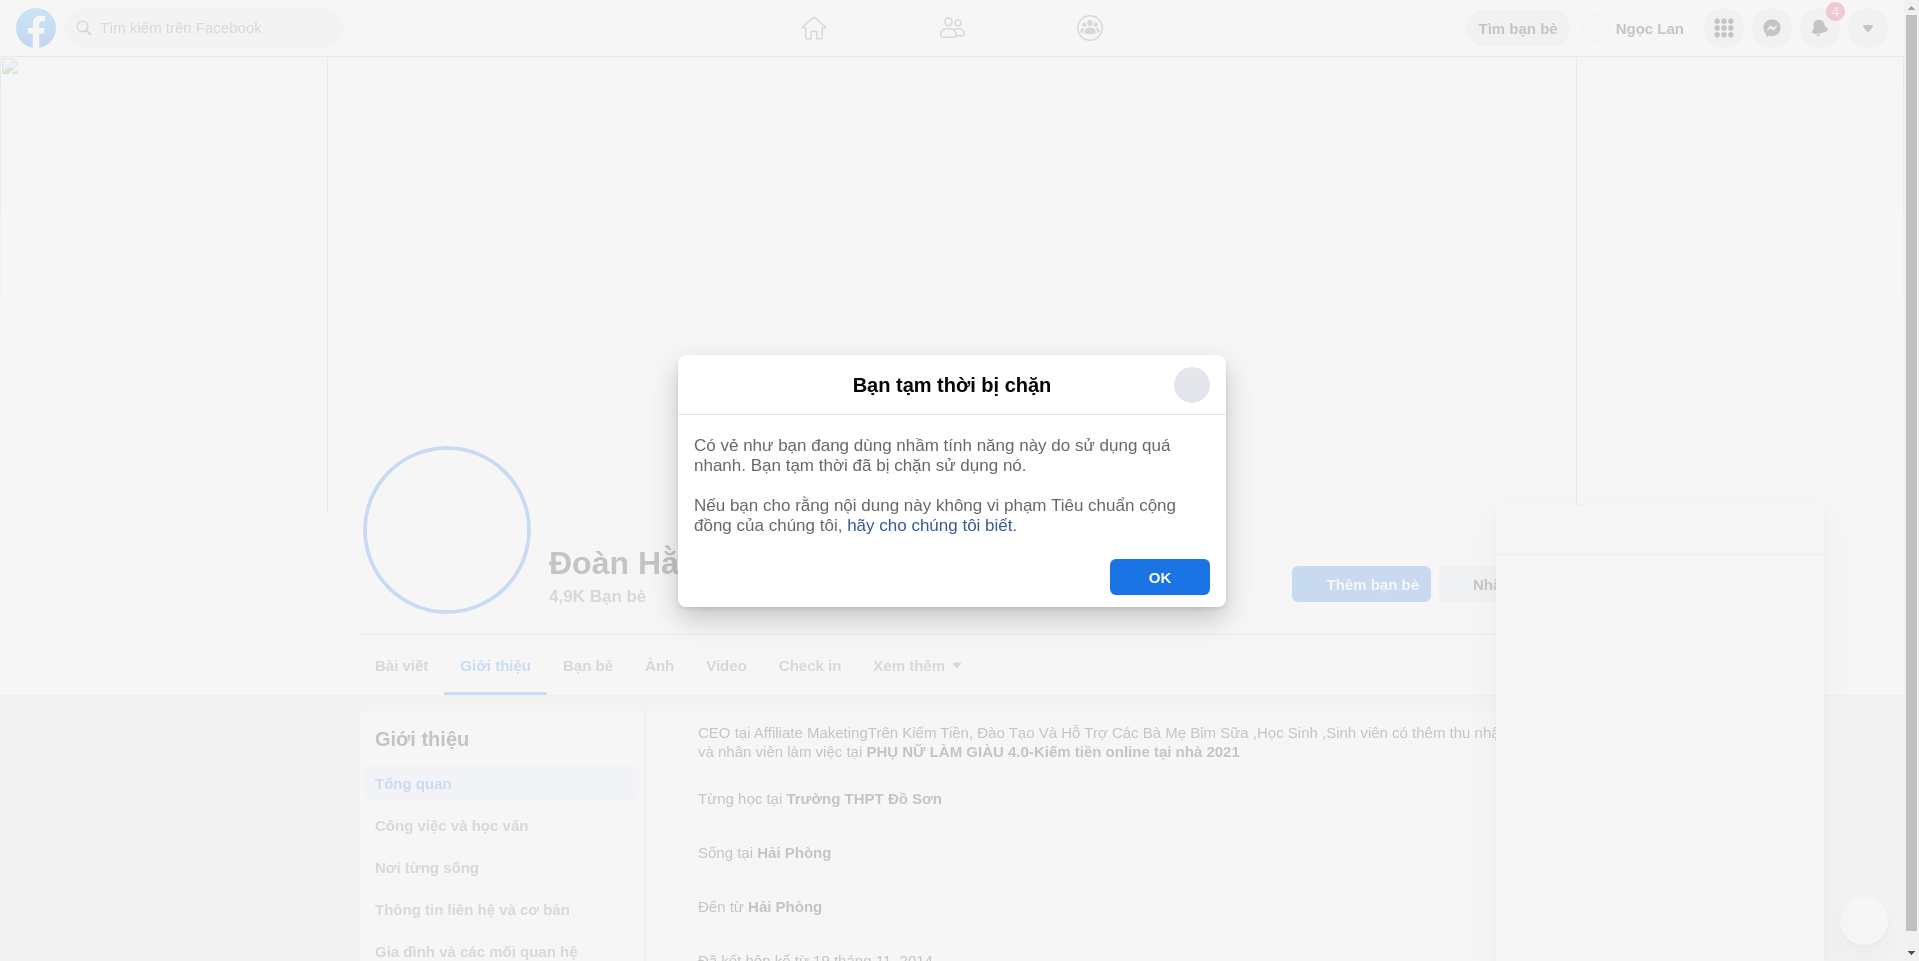 Tìm kiếm trên Facebook
Tìm bạn bè
Ngọc Lan
4
Bạn tạm thời bị chặn
Có vẻ như bạn đang dùng nhầm tính năng này do sử dụng quá
nhanh. Bạn tạm thời đã bị chặn sử dụng nó.
Nếu bạn cho rằng nội dung này không vi phạm Tiêu chuẩn cộng
đồng của chúng tôi, hãy cho chúng tôi biết.
OK
Đoàn
4,9K Bạn bè
Thêm bạn bè
Bài viết
Giới thiệu
Bạn bè
Ảnh
Video
Check in
Xem thêm
Giới thiệu
Tổng quan
Công việc và học vấn
Nơi từng sống
Thông tin liên hệ và cơ bản
Gia đình và các mối quan hệ
CEO tại Affiliate MaketingTrên Kiếm Tiền, Đào Tạo Và Hỗ Trợ Các Bà Mẹ Bỉm Sữa ,Học Sinh ,Sinh viên có thêm thu
và nhân viên làm việc tại PHỤ NỮ LÀM GIÀU 4.0-Kiếm tiền online tại nhà 2021
Từng học tại Trường THPT Đồ Sơn
Sống tại Hải Phòng
Đến từ Hải Phòng
Đã kết hôn kể từ 19 tháng 11, 2014